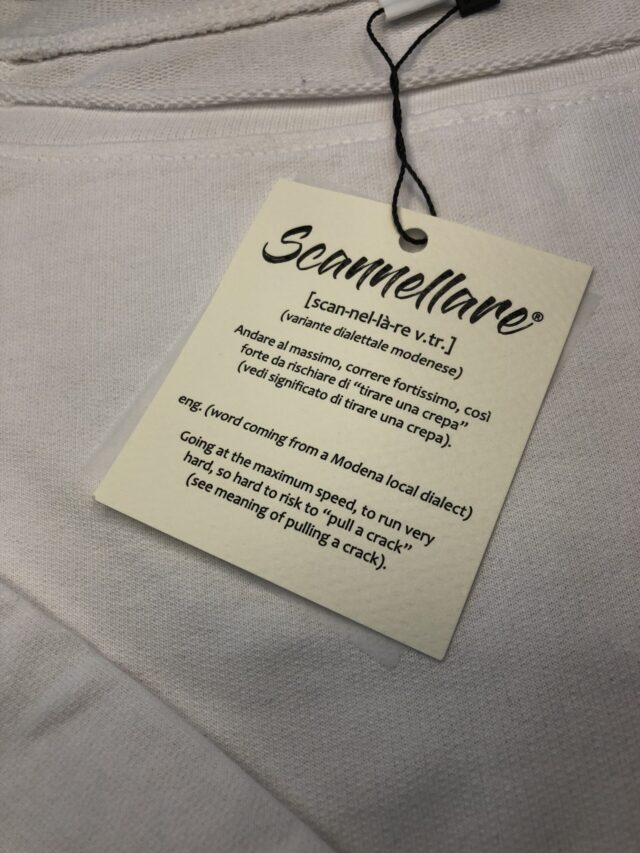 Scannellare®
[scan-nel-là-re v.tr.]
(variante dialettale modenese)
Andare al massimo, correre fortissimo, così
forte da rischiare di “tirare una crepa”
(vedi significato di tirare una crepa).
eng. (word coming from a Modena local dialect)
Going at the maximum speed, to run very
hard, so hard to risk to “pull a crack”
(see meaning of pulling a crack).